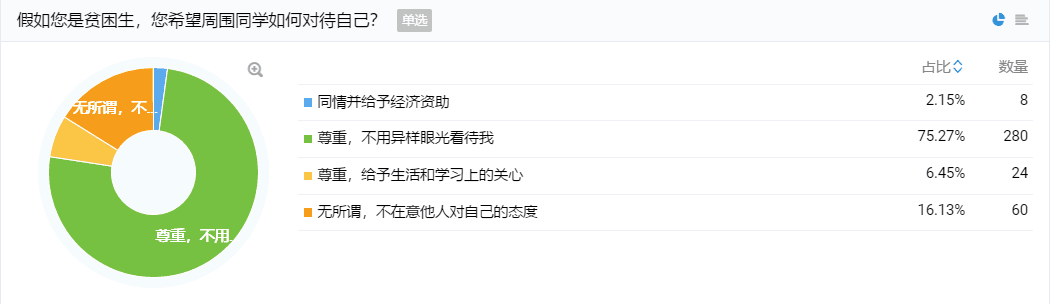 假如您是贫困生，您希望周围同学如何对待自己？ 单选
占比 数量
同情并给予经济资助 2.15% 8
尊重，不用异样眼光看待我 75.27% 280
尊重，给予生活和学习上的关心 6.45% 24
无所谓，不在意他人对自己的态度 16.13% 60
无所谓，不...
尊重，不用...